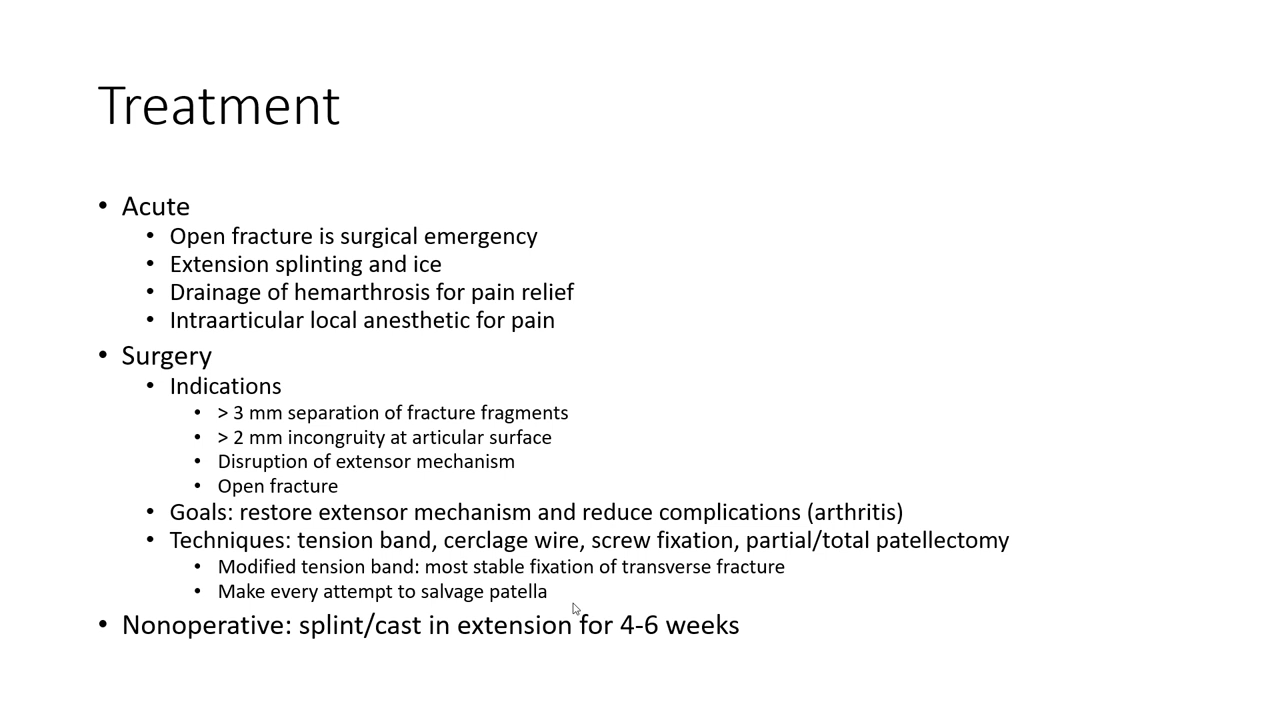 Treatment
• Acute
• Open fracture is surgical emergency
• Extension splinting and ice
• Drainage of hemarthrosis for pain relief
• Intraarticular local anesthetic for pain
• Surgery
• Indications
• > 3 mm separation of fracture fragments
• > 2 mm incongruity at articular surface
• Disruption of extensor mechanism
• Open fracture
• Goals: restore extensor mechanism and reduce complications (arthritis)
• Techniques: tension band, cerclage wire, screw fixation, partial/total patellectomy
• Modified tension band: most stable fixation of transverse fracture
• Make every attempt to salvage patella
• Nonoperative: splint/cast in extension for 4-6 weeks